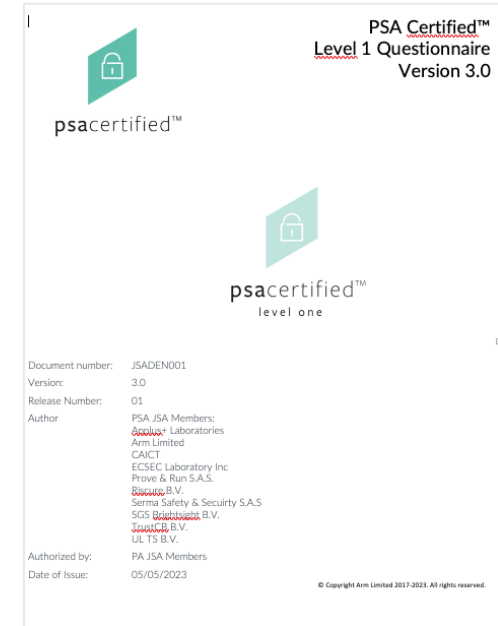 PSA Certified™
Level 1 Questionnaire
Version 3.0
psacertified™
psacertified™
level one
Document number: JSADEN001
Version: 3.0
Release Number: 01
Author PSA JSA Members:
Applus+ Laboratories
Arm Limited
CAICT
ECSEC Laboratory Inc
Prove & Run S.A.S.
Riscure B.V.
Serma Safety & Secuirty S.A.S
SGS Brightsight B.V.
TrustCB B.V.
UL TS B.V.
Authorized by: PA JSA Members
Date of Issue: 05/05/2023
© Copyright Arm Limited 2017-2023. All rights reserved.